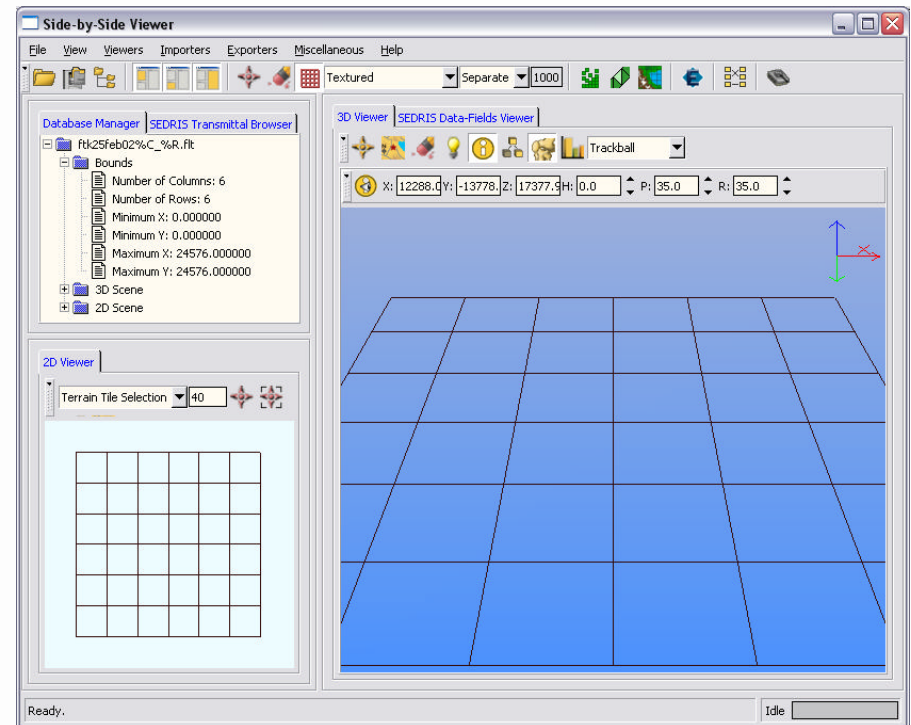 Side-by-Side Viewer
File View Viewers Importers Exporters Miscellaneous Help
Textured Separate 1000
Database Manager SEDRIS Transmittal Browser
ftk25feb02%C_%R.flt
Bounds
Number of Columns: 6
Number of Rows: 6
Minimum X: 0.000000
Minimum Y: 0.000000
Maximum X: 24576.000000
Maximum Y: 24576.000000
3D Scene
2D Scene
2D Viewer
Terrain Tile Selection 40
3D Viewer SEDRIS Data-Fields Viewer
Trackball
X: 12288.0 Y: -13778. Z: 17377.9 H: 0.0 P: 35.0 R: 35.0
X
Ready.
Idle